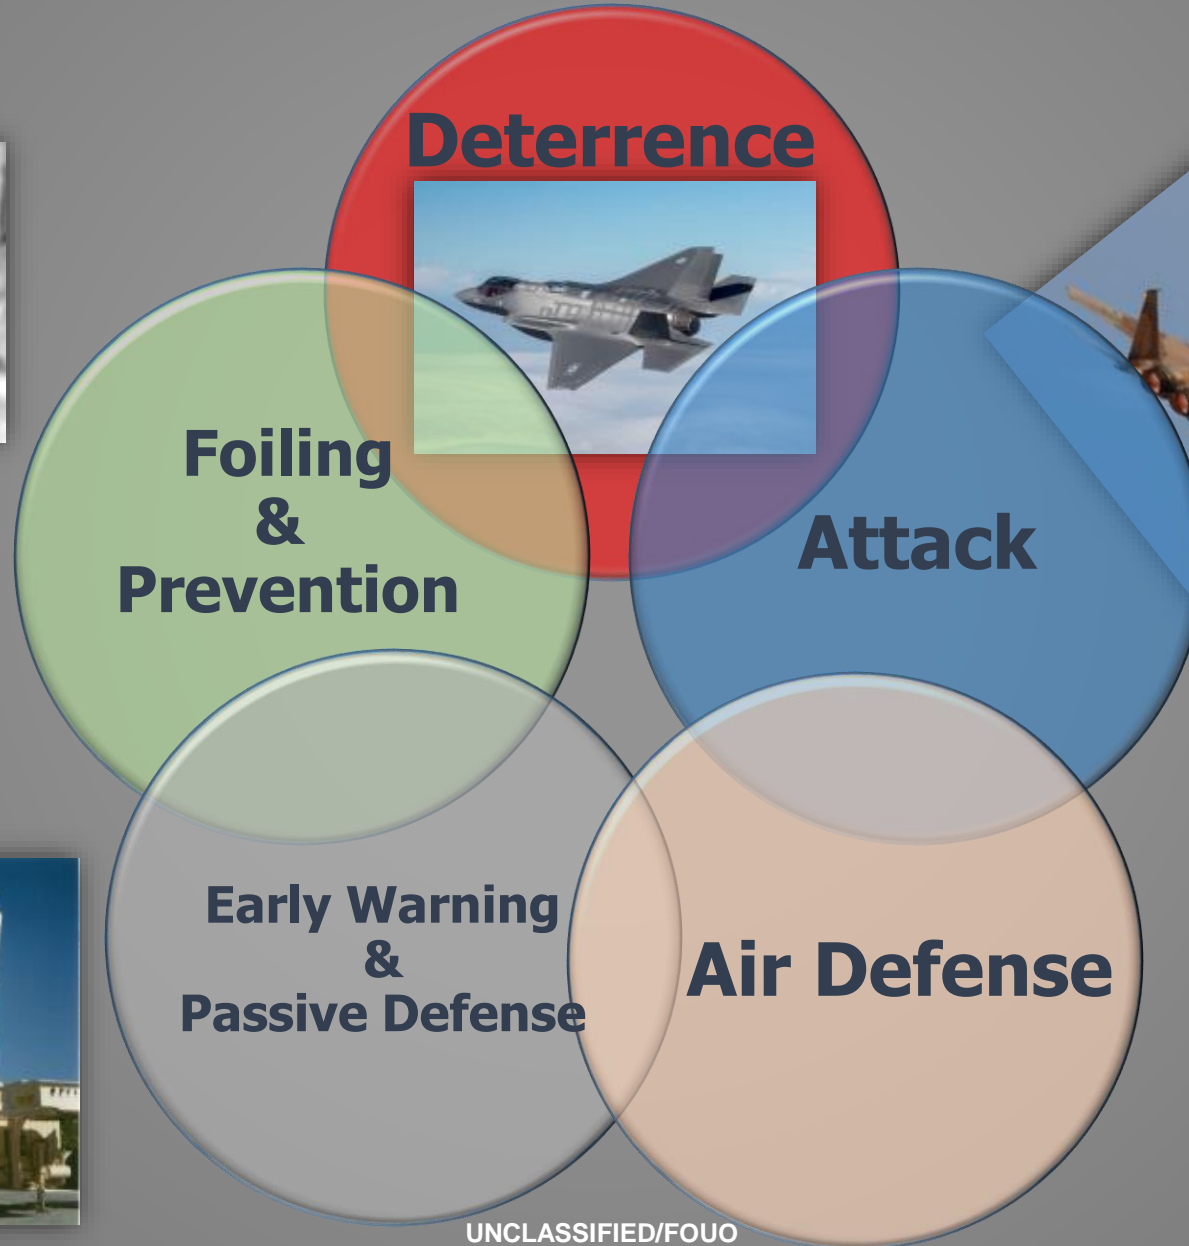 Deterrence
Foiling
&
Prevention
Attack
Early Warning
&
Passive Defense
Air Defense
UNCLASSIFIED/FOUO